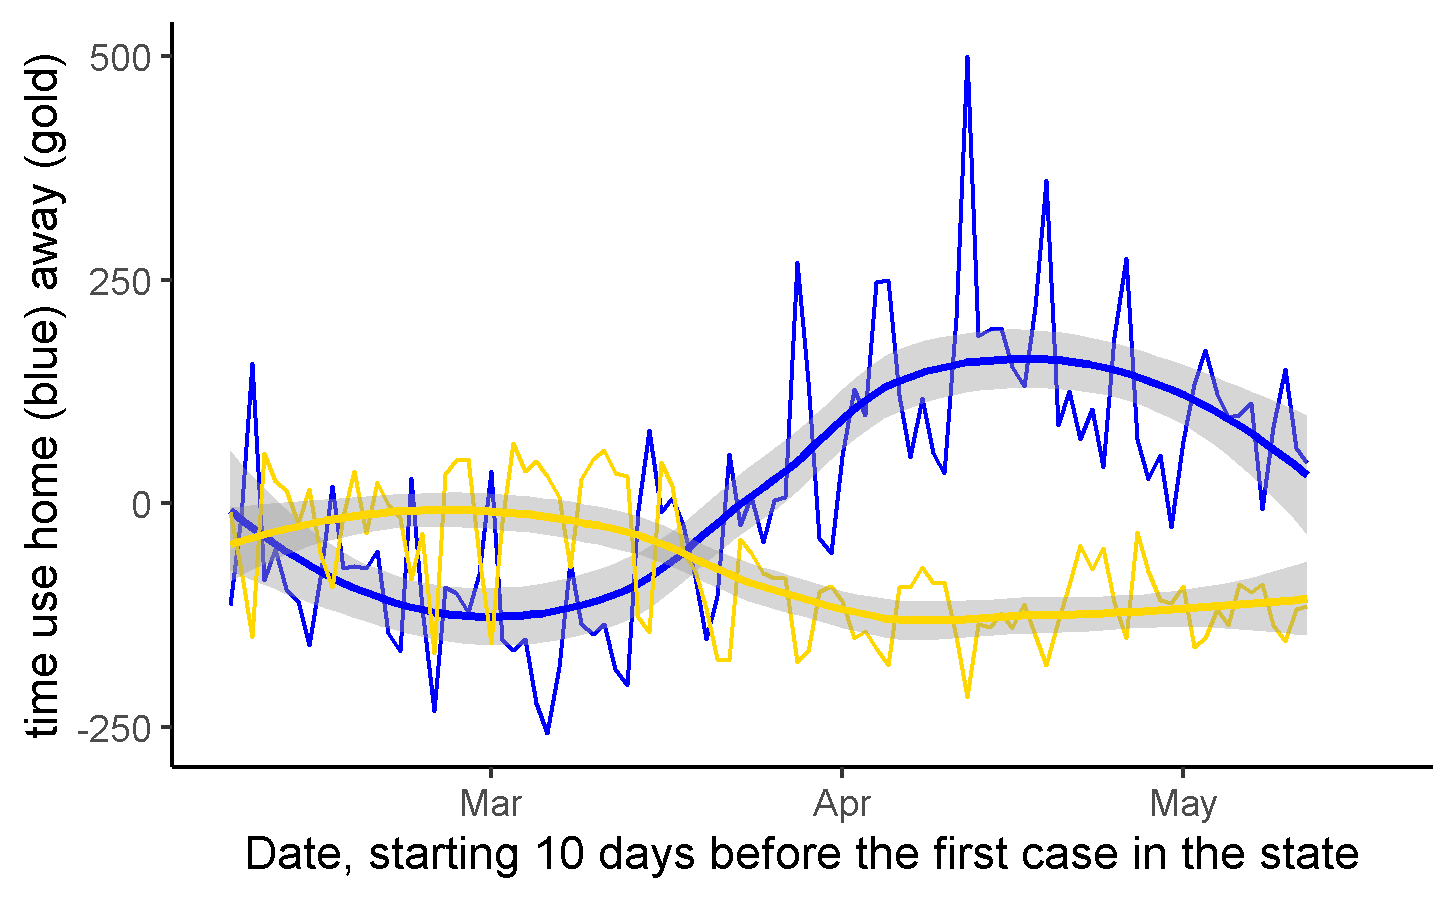 time use home (blue) away (gold)
500
250
0
-250
Mar
Apr
May
Date, starting 10 days before the first case in the state